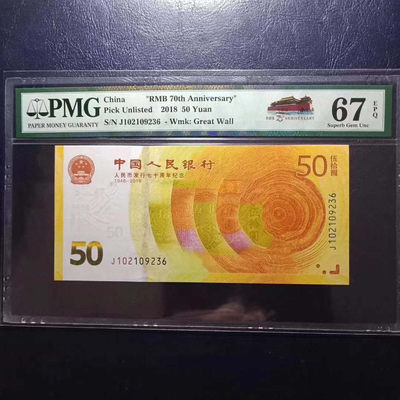 PMG
PAPER MONEY GUARANTY
China "RMB 70th Anniversary"
Pick Unlisted 2018 50 Yuan
S/N J102109236 - Wmk: Great Wall
25 ANNIVERSARY
67 EPQ
Superb Gem Unc
中国人民银行
人民币发行七十周年纪念
1948-2018
50 伍拾圆
J102109236
50 J102109236